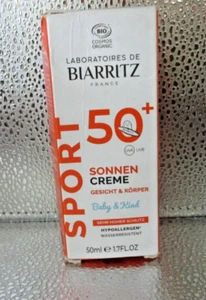 BIO
COSMOS
ORGANIC
LABORATOIRES DE
BIARRITZ
FRANCE
SPORT
50+
UVA UVB
SONNEN
CREME
GESICHT & KÖRPER
Baby & Kind
SEHR HOHER SCHUTZ
HYPOALLERGEN*
WASSERRESISTENT
50ml ℮ 1.7FL.OZ